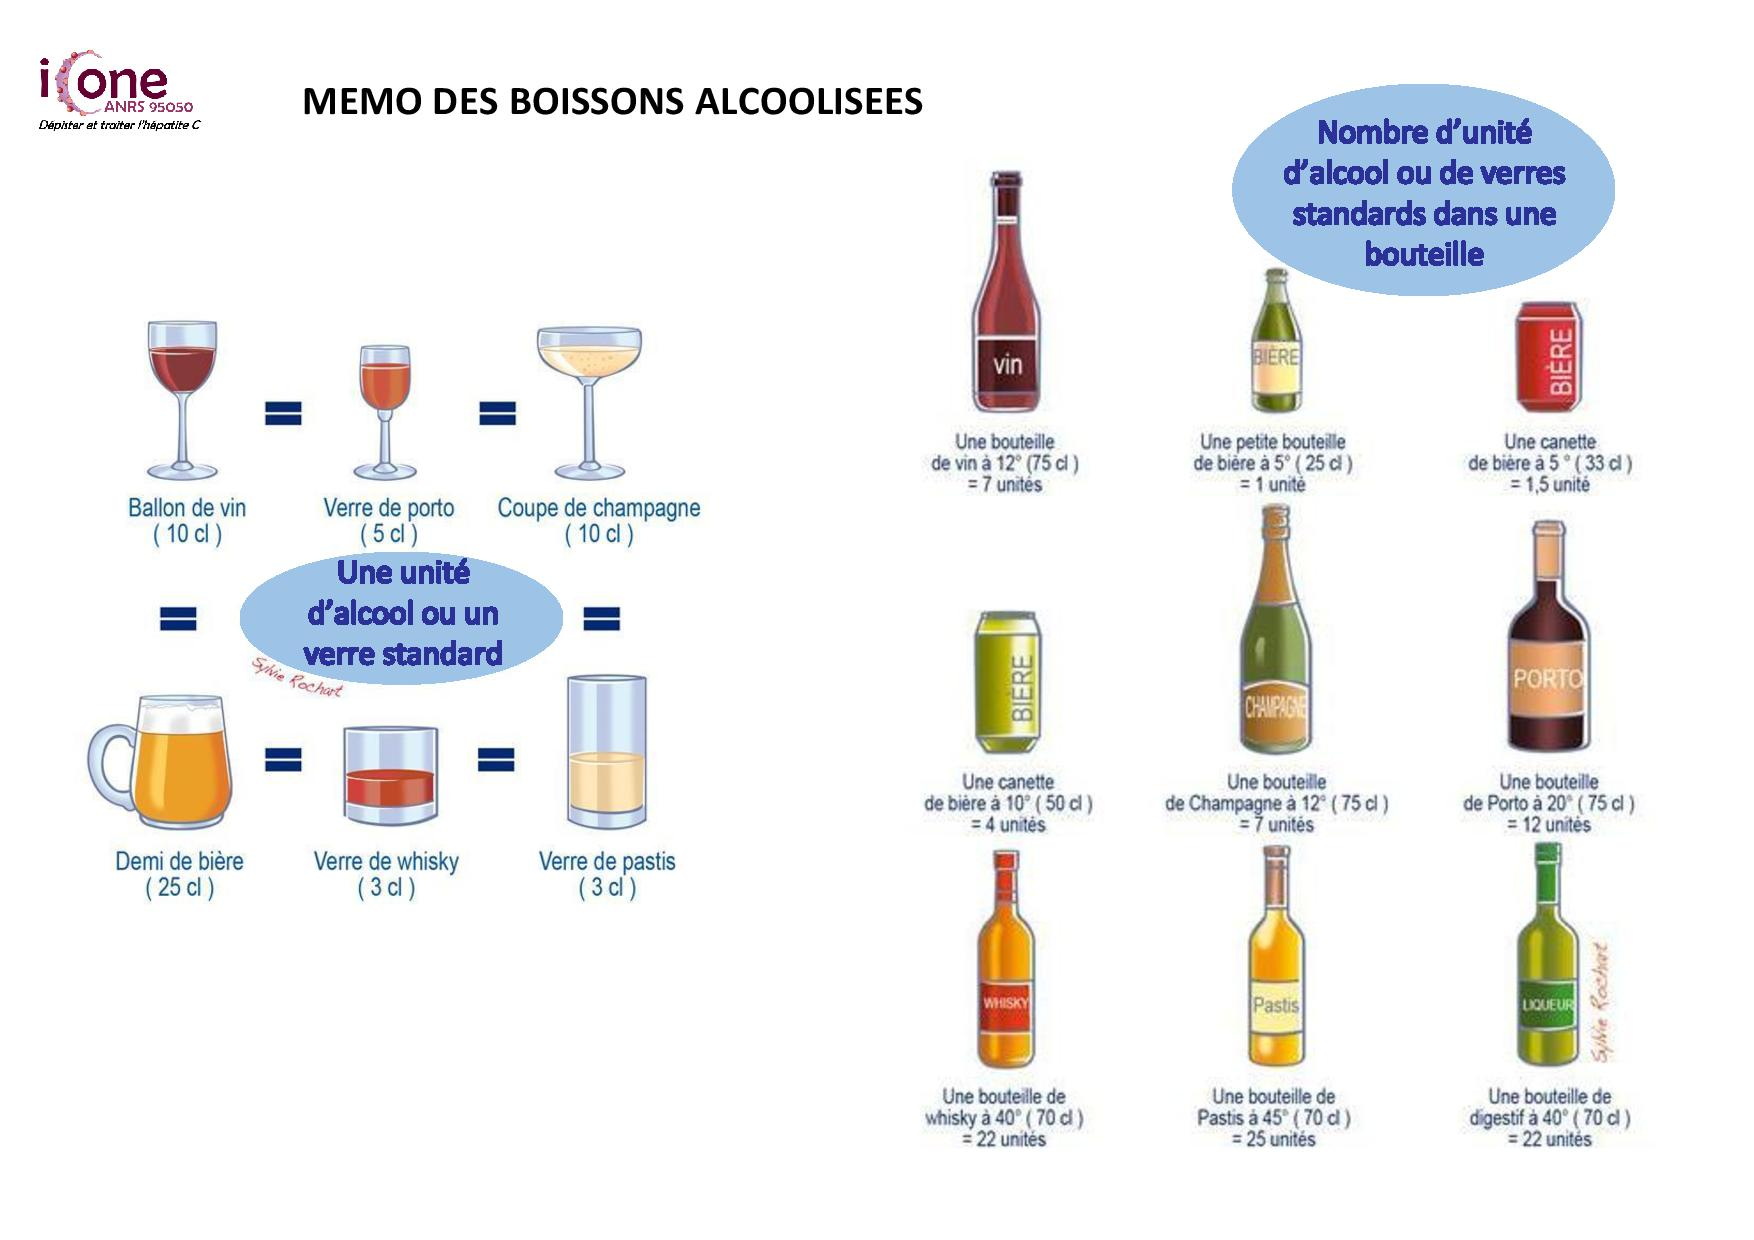 iCone
ANRS 95050
Dépister et traiter l'hépatite C
MEMO DES BOISSONS ALCOOLISEES
Nombre d'unité
d'alcool ou de verres
standards dans une
bouteille
Ballon de vin
( 10 cl )
Verre de porto
( 5 cl )
Coupe de champagne
( 10 cl )
Une unité
d'alcool ou un
verre standard
Sylvie Rochart
Demi de bière
( 25 cl )
Verre de whisky
( 3 cl )
Verre de pastis
( 3 cl )
vin
Une bouteille
de vin à 12° (75 cl )
= 7 unités
BIÈRE
Une petite bouteille
de bière à 5° ( 25 cl )
= 1 unité
BIÈRE
Une canette
de bière à 5 ° ( 33 cl )
= 1,5 unité
BIÈRE
Une canette
de bière à 10° ( 50 cl )
= 4 unités
CHAMPAGNE
Une bouteille
de Champagne à 12° ( 75 cl )
= 7 unités
PORTO
Une bouteille
de Porto à 20° ( 75 cl )
= 12 unités
WHISKY
Une bouteille de
whisky à 40° ( 70 cl )
= 22 unités
Pastis
Une bouteille de
Pastis à 45° ( 70 cl )
= 25 unités
LIQUEUR
Une bouteille de
digestif à 40° ( 70 cl )
= 22 unités
Sylvie Rochart